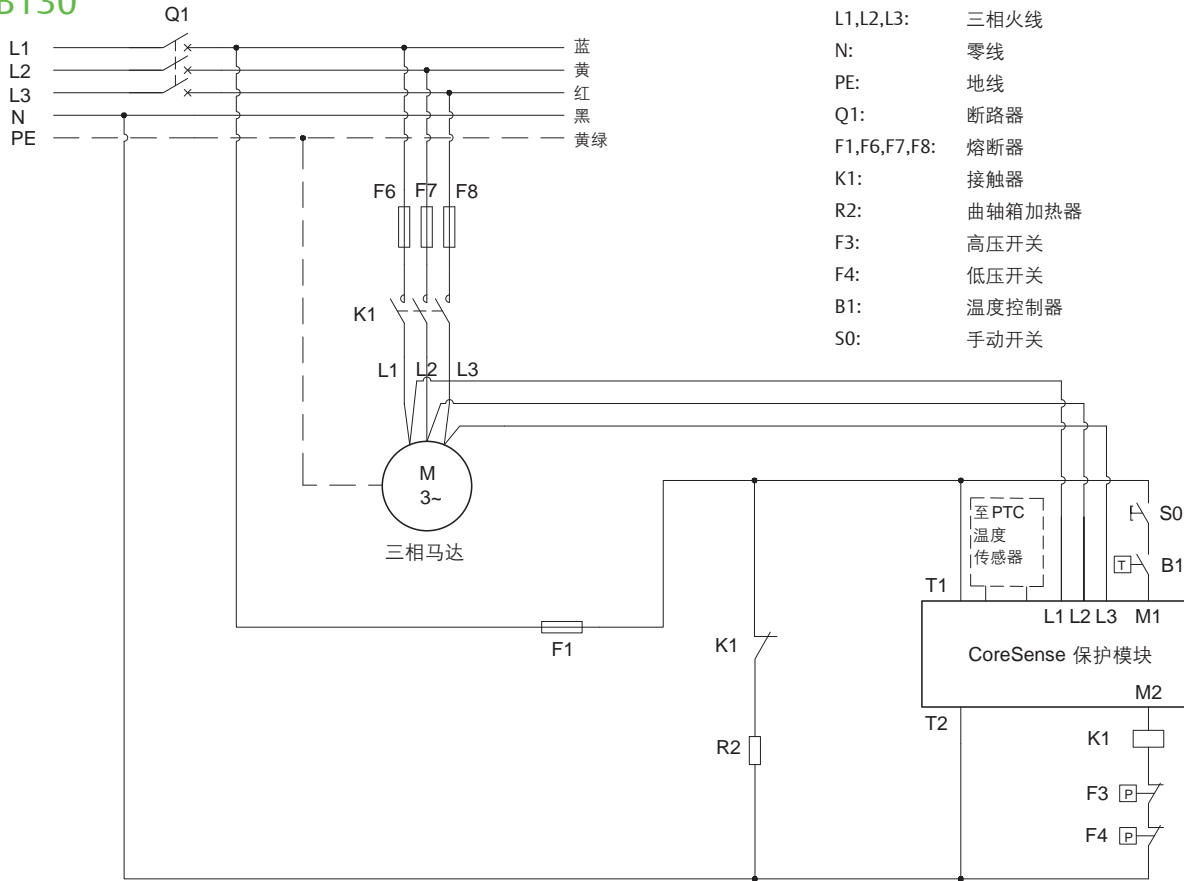 B130
Q1
L1 蓝
L2 黄
L3 红
N 黑
PE 黄绿
L1,L2,L3: 三相火线
N: 零线
PE: 地线
Q1: 断路器
F1,F6,F7,F8: 熔断器
K1: 接触器
R2: 曲轴箱加热器
F3: 高压开关
F4: 低压开关
B1: 温度控制器
S0: 手动开关
F6 F7 F8
K1
L1 L2 L3
M
3~
三相马达
至PTC
温度
传感器
S0
T B1
T1
L1 L2 L3 M1
CoreSense 保护模块
M2
T2
F1
K1
R2
K1
F3 P
F4 P